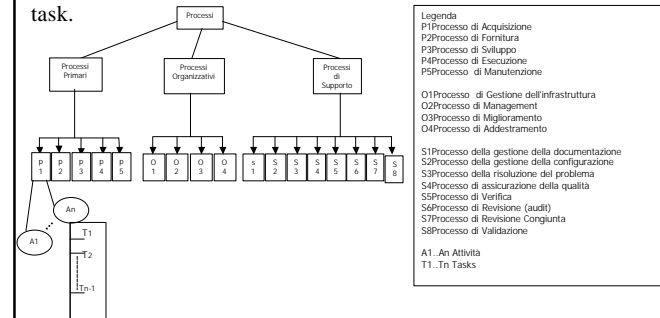 task.
Processi
Processi
Primari
Processi
Organizzativi
Processi
di
Supporto
P
1
P
2
P
3
P
4
P
5
O
1
O
2
O
3
O
4
s
1
S
2
S
3
S
4
S
5
S
6
S
7
S
8
An
A1
T1
T2
Tn-1
Legenda
P1Processo di Acquisizione
P2Processo di Fornitura
P3Processo di Sviluppo
P4Processo di Esecuzione
P5Processo di Manutenzione
O1Processo di Gestione dell'infrastruttura
O2Processo di Management
O3Processo di Miglioramento
O4Processo di Addestramento
S1Processo della gestione della documentazione
S2Processo della gestione della configurazione
S3Processo della risoluzione del problema
S4Processo di assicurazione della qualità
S5Processo di Verifica
S6Processo di Revisione (audit)
S7Processo di Revisione Congiunta
S8Processo di Validazione
A1..An Attività
T1..Tn Tasks